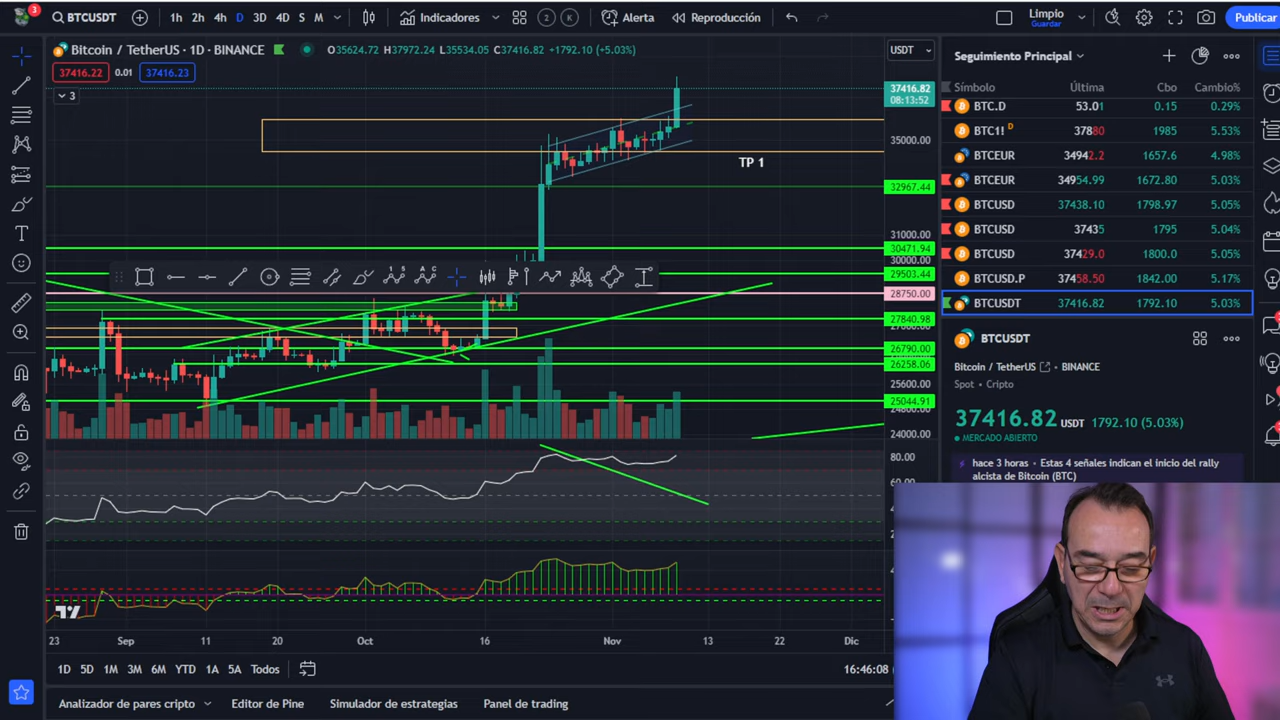 3
BTCUSDT
1h 2h 4h D 3D 4D S M
Indicadores
2 K
Alerta
Reproducción
Limpio
Guardar
Publicar
Bitcoin / TetherUS · 1D · BINANCE
O35624.72 H37972.24 L35534.05 C37416.82 +1792.10 (+5.03%)
37416.22 0.01 37416.23
3
USDT
37416.82
08:13:52
35000.00
TP 1
32967.44
31000.00
30471.94
30000.00
29503.44
28750.00
27840.98
26790.00
26258.06
25600.00
25044.91
24000.00
80.00
23 Sep 11 20 Oct 16 Nov 13 22 Dic
1D 5D 1M 3M 6M YTD 1A 5A Todos
16:46:08
Analizador de pares cripto Editor de Pine Simulador de estrategias Panel de trading
Seguimiento Principal
Símbolo Última Cbo Cambio%
BTC.D 53.01 0.15 0.29%
BTC1! D 37880 1985 5.53%
BTCEUR 34942.2 1657.6 4.98%
BTCEUR 34954.99 1672.80 5.03%
BTCUSD 37438.10 1798.97 5.05%
BTCUSD 37435 1795 5.04%
BTCUSD 37429.0 1800.0 5.05%
BTCUSD.P 37458.50 1842.00 5.17%
BTCUSDT 37416.82 1792.10 5.03%
BTCUSDT
Bitcoin / TetherUS BINANCE
Spot • Cripto
37416.82 USDT 1792.10 (5.03%)
MERCADO ABIERTO
hace 3 horas • Estas 4 señales indican el inicio del rally
alcista de Bitcoin (BTC)